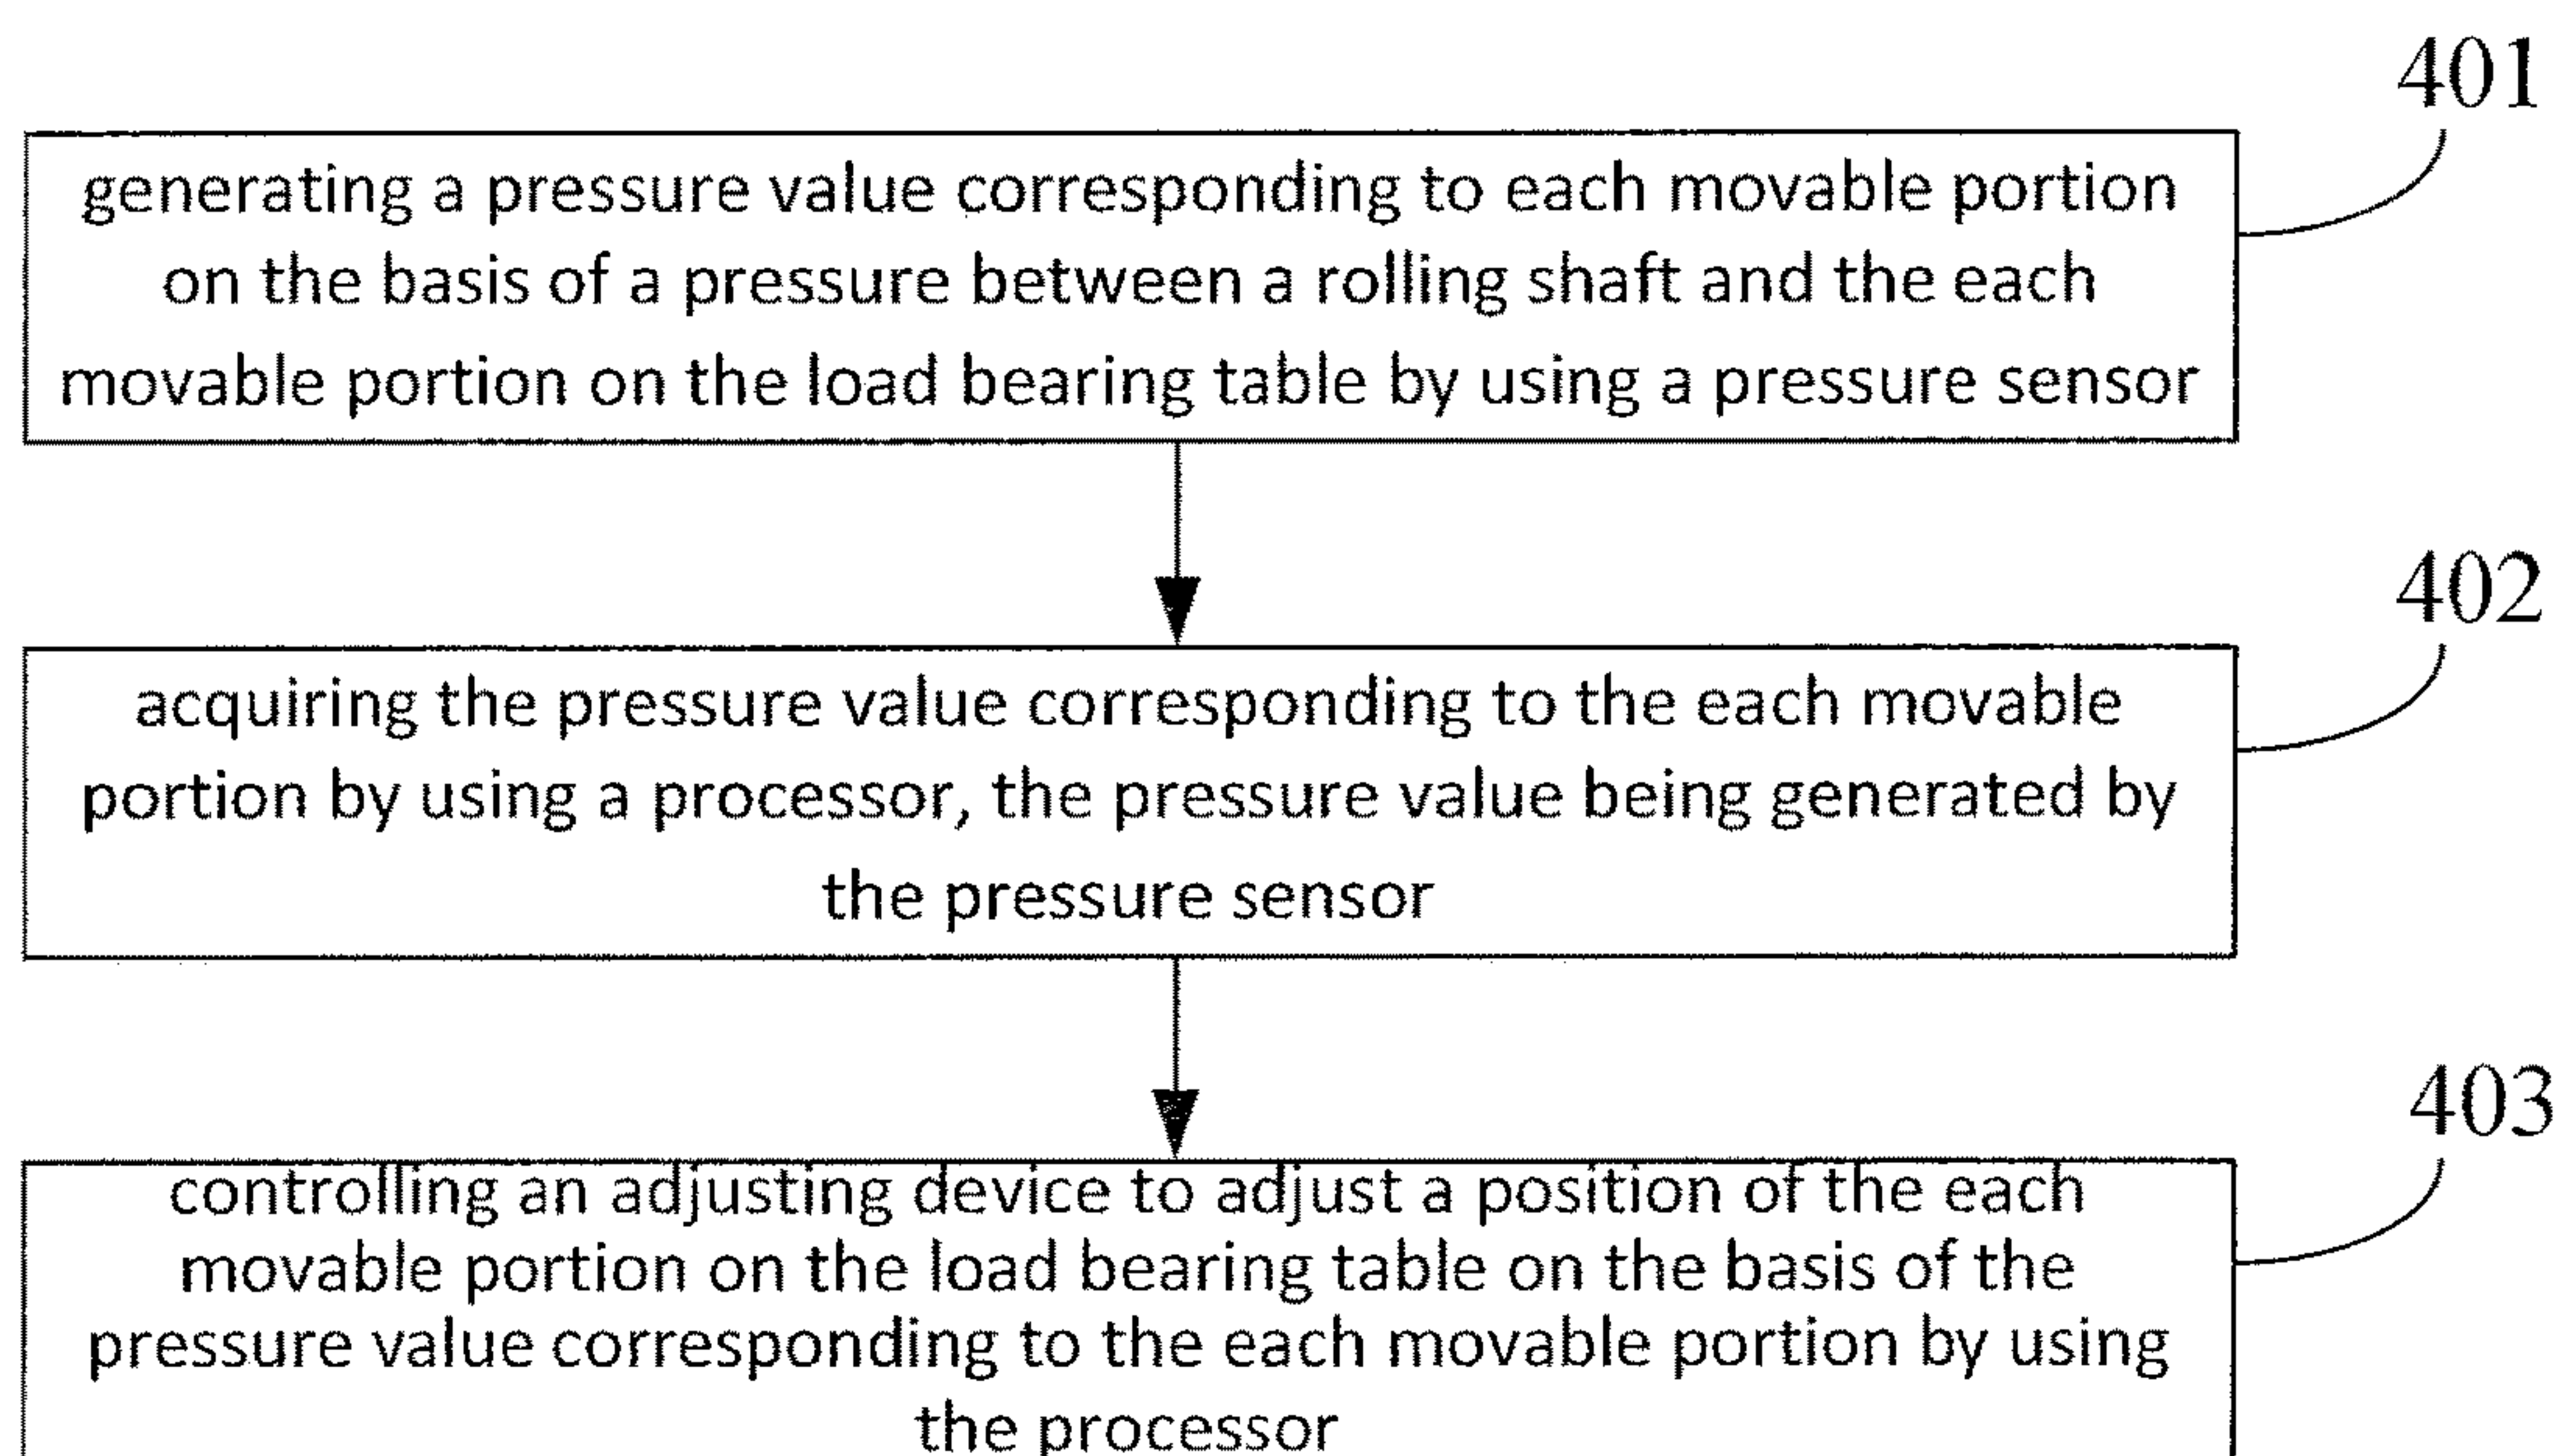 401
generating a pressure value corresponding to each movable portion
on the basis of a pressure between a rolling shaft and the each
movable portion on the load bearing table by using a pressure sensor
402
acquiring the pressure value corresponding to the each movable
portion by using a processor, the pressure value being generated by
the pressure sensor
403
controlling an adjusting device to adjust a position of the each
movable portion on the load bearing table on the basis of the
pressure value corresponding to the each movable portion by using
the processor